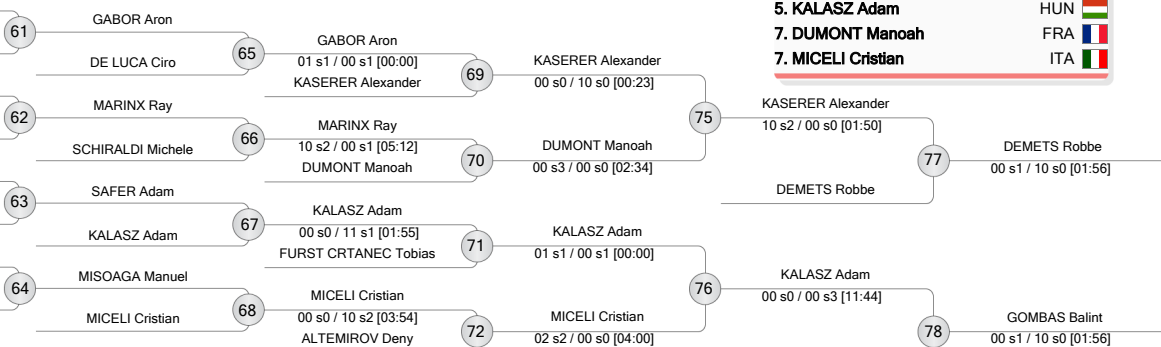 5. KALASZ Adam HUN
7. DUMONT Manoah FRA
7. MICELI Cristian ITA
61
GABOR Aron
DE LUCA Ciro
62
MARINX Ray
SCHIRALDI Michele
63
SAFER Adam
KALASZ Adam
64
MISOAGA Manuel
MICELI Cristian
65
GABOR Aron
01 s1 / 00 s1 [00:00]
KASERER Alexander
66
MARINX Ray
10 s2 / 00 s1 [05:12]
DUMONT Manoah
67
KALASZ Adam
00 s0 / 11 s1 [01:55]
FURST CRTANEC Tobias
68
MICELI Cristian
00 s0 / 10 s2 [03:54]
ALTEMIROV Deny
69
KASERER Alexander
00 s0 / 10 s0 [00:23]
70
DUMONT Manoah
00 s3 / 00 s0 [02:34]
71
KALASZ Adam
01 s1 / 00 s1 [00:00]
72
MICELI Cristian
02 s2 / 00 s0 [04:00]
75
KASERER Alexander
10 s2 / 00 s0 [01:50]
DEMETS Robbe
76
KALASZ Adam
00 s0 / 00 s3 [11:44]
77
DEMETS Robbe
00 s1 / 10 s0 [01:56]
78
GOMBAS Balint
00 s1 / 10 s0 [01:56]